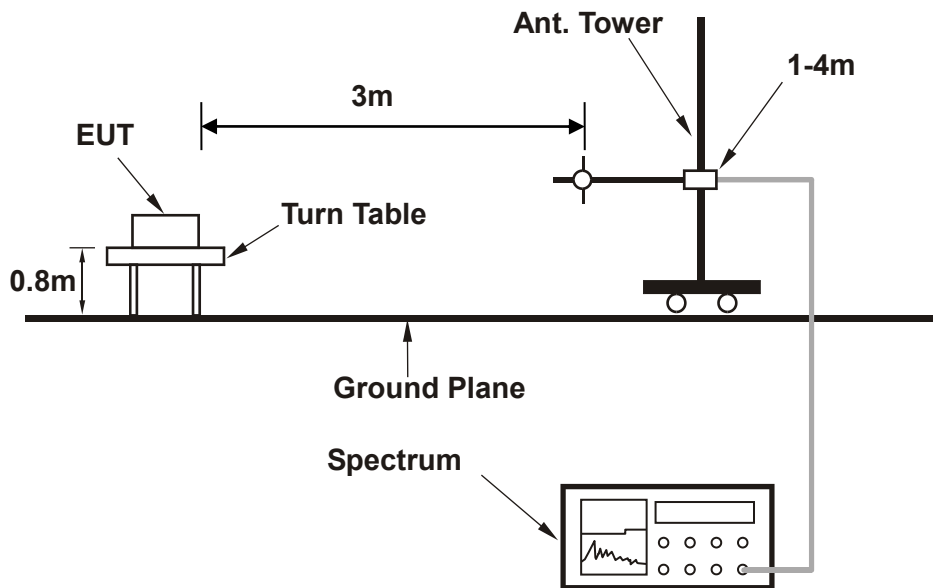 Ant. Tower
1-4m
3m
EUT
Turn Table
0.8m
Ground Plane
Spectrum